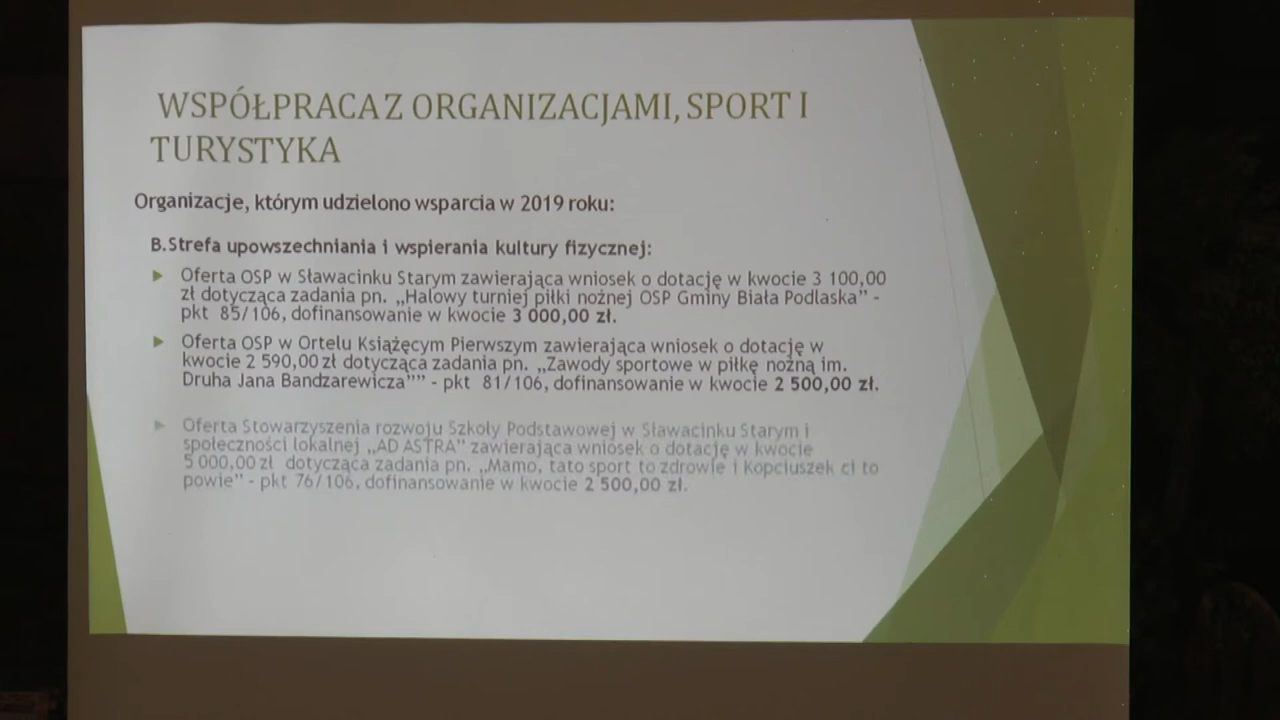 WSPÓŁPRACA Z ORGANIZACJAMI, SPORT I
TURYSTYKA
Organizacje, którym udzielono wsparcia w 2019 roku:
B.Strefa upowszechniania i wspierania kultury fizycznej:
Oferta OSP w Sławacinku Starym zawierająca wniosek o dotację w kwocie 3 100,00
zł dotycząca zadania pn. „Halowy turniej piłki nożnej OSP Gminy Biała Podlaska” -
pkt 85/106, dofinansowanie w kwocie 3 000,00 zł.
Oferta OSP w Ortelu Książęcym Pierwszym zawierająca wniosek o dotację w
kwocie 2 590,00 zł dotycząca zadania pn. „Zawody sportowe w piłkę nożną im.
Druha Jana Bandzarewicza”” - pkt 81/106, dofinansowanie w kwocie 2 500,00 zł.
Oferta Stowarzyszenia rozwoju Szkoły Podstawowej w Sławacinku Starym i
społeczności lokalnej „AD ASTRA” zawierająca wniosek o dotację w kwocie
5 000,00 zł dotycząca zadania pn. „Mamo, tato sport to zdrowie i Kopciuszek ci to
powie” - pkt 76/106, dofinansowanie w kwocie 2 500,00 zł.